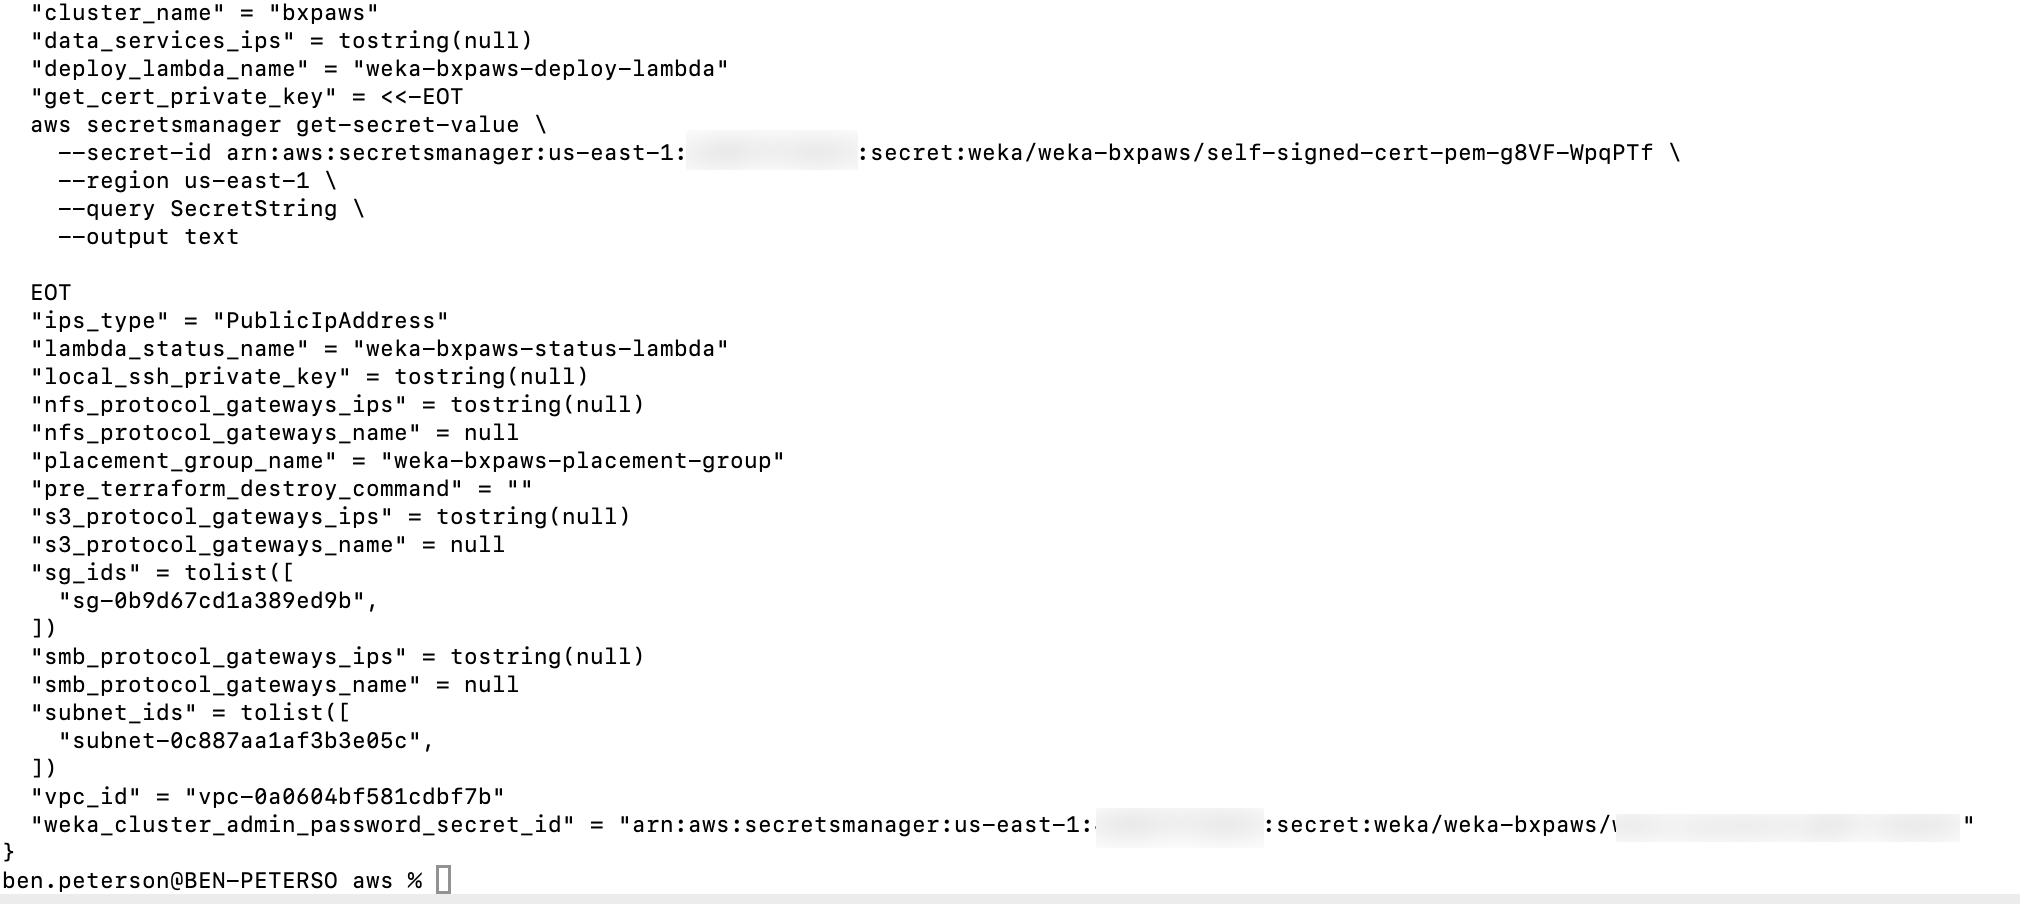 "cluster_name" = "bxpaws"
"data_services_ips" = tostring(null)
"deploy_lambda_name" = "weka-bxpaws-deploy-lambda"
"get_cert_private_key" = <<-EOT
aws secretsmanager get-secret-value \
--secret-id arn:aws:secretsmanager:us-east-1: :secret:weka/weka-bxpaws/self-signed-cert-pem-g8VF-WpqPTf \
--region us-east-1 \
--query SecretString \
--output text
EOT
"ips_type" = "PublicIpAddress"
"lambda_status_name" = "weka-bxpaws-status-lambda"
"local_ssh_private_key" = tostring(null)
"nfs_protocol_gateways_ips" = tostring(null)
"nfs_protocol_gateways_name" = null
"placement_group_name" = "weka-bxpaws-placement-group"
"pre_terraform_destroy_command" = ""
"s3_protocol_gateways_ips" = tostring(null)
"s3_protocol_gateways_name" = null
"sg_ids" = tolist([
"sg-0b9d67cd1a389ed9b",
])
"smb_protocol_gateways_ips" = tostring(null)
"smb_protocol_gateways_name" = null
"subnet_ids" = tolist([
"subnet-0c887aa1af3b3e05c",
])
"vpc_id" = "vpc-0a0604bf581cdbf7b"
"weka_cluster_admin_password_secret_id" = "arn:aws:secretsmanager:us-east-1: :secret:weka/weka-bxpaws/ "
}
ben.peterson@BEN-PETERSO aws %